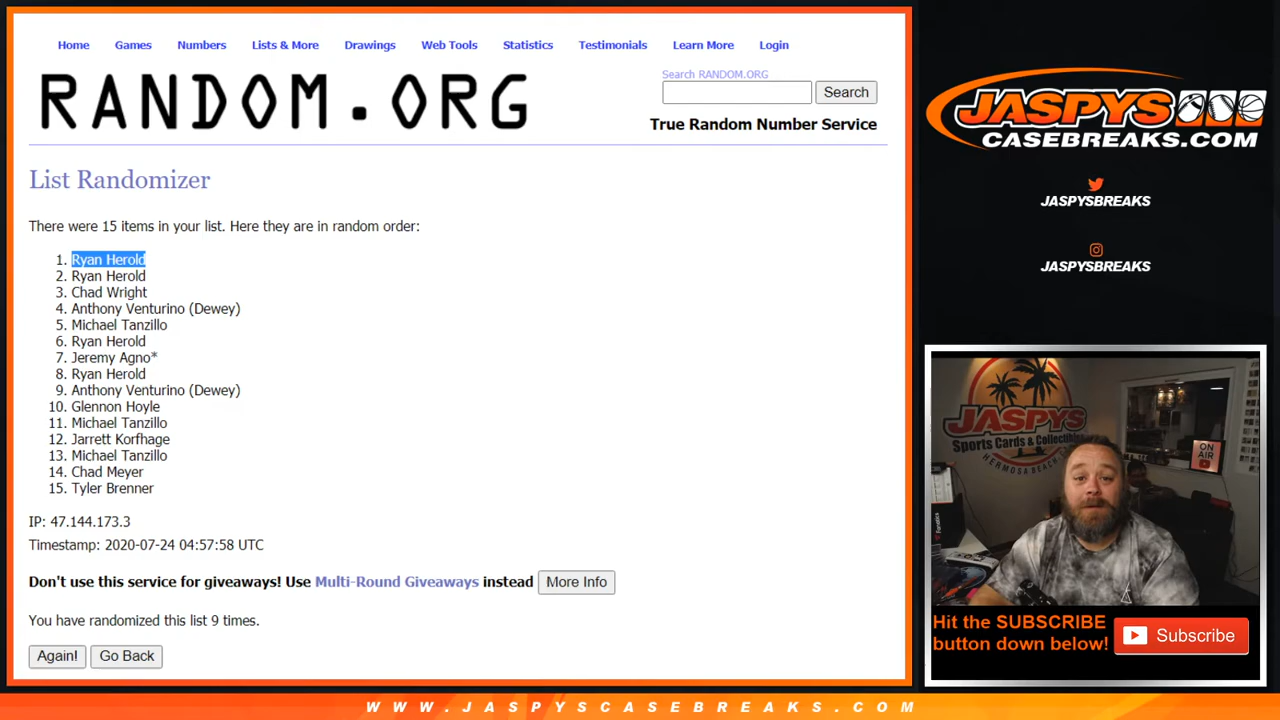 Home Games Numbers Lists & More Drawings Web Tools Statistics Testimonials Learn More Login
RANDOM.ORG
Search RANDOM.ORG
Search
True Random Number Service
List Randomizer
There were 15 items in your list. Here they are in random order:
1. Ryan Herold
2. Ryan Herold
3. Chad Wright
4. Anthony Venturino (Dewey)
5. Michael Tanzillo
6. Ryan Herold
7. Jeremy Agno*
8. Ryan Herold
9. Anthony Venturino (Dewey)
10. Glennon Hoyle
11. Michael Tanzillo
12. Jarrett Korfhage
13. Michael Tanzillo
14. Chad Meyer
15. Tyler Brenner
IP: 47.144.173.3
Timestamp: 2020-07-24 04:57:58 UTC
Don't use this service for giveaways! Use Multi-Round Giveaways instead More Info
You have randomized this list 9 times.
Again! Go Back
JASPYS
CASEBREAKS.COM
JASPYSBREAKS
JASPYSBREAKS
JASPYS
Sports Cards & Collectibles
HERMOSA BEACH, C
ON
AIR
Hit the SUBSCRIBE
button down below!
Subscribe
WWW.JASPYSCASEBREAKS.COM